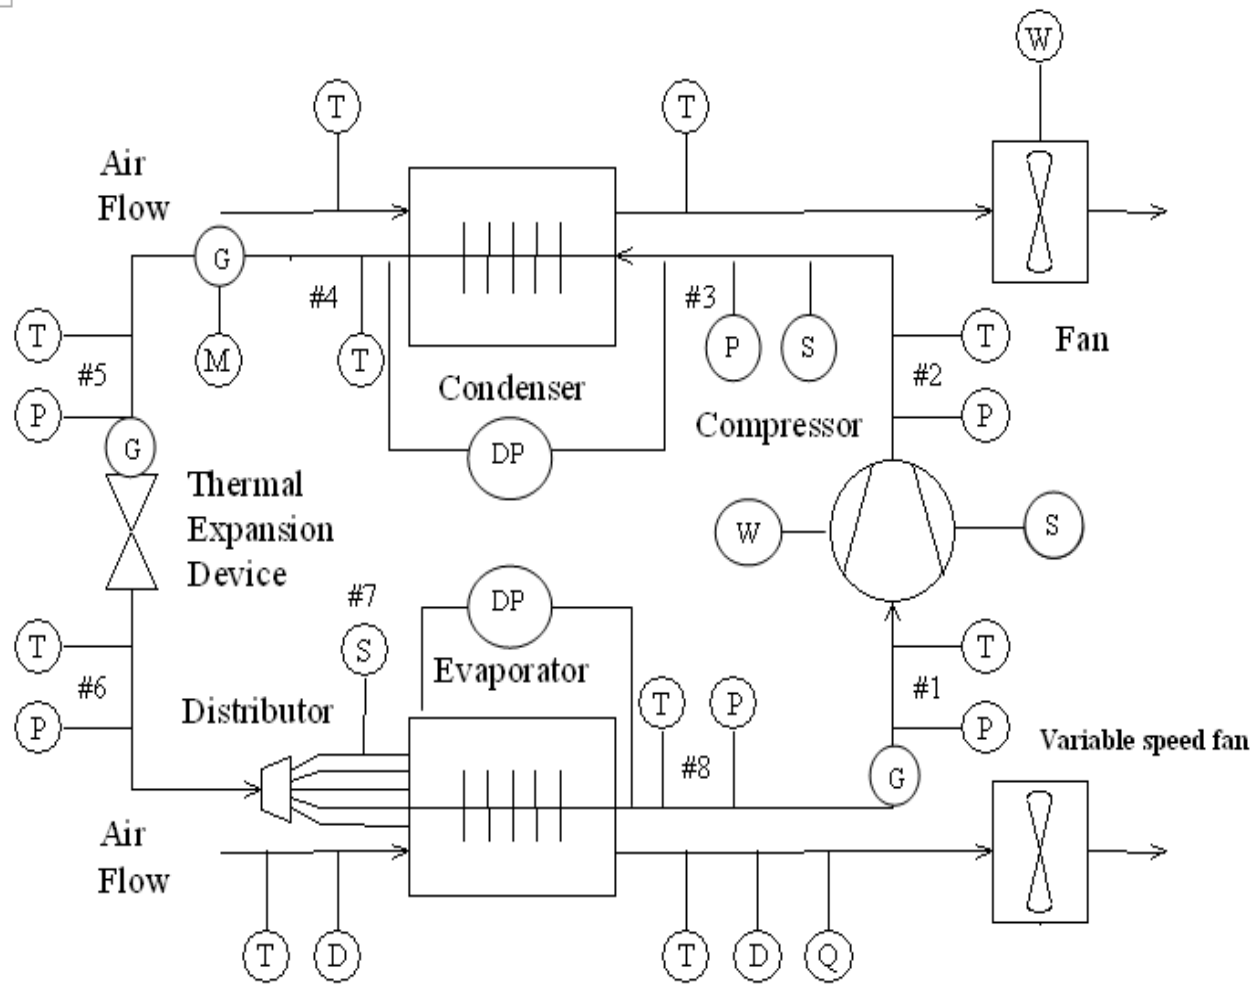 W
T
T
Air
Flow
G
#4
#3
T
#5
M
T
P
S
#2
T
Fan
P
Condenser
Compressor
P
G
DP
Thermal
Expansion
Device
W
S
#7
DP
T
S
Evaporator
T
#6
T
P
#1
P
Distributor
P
Variable speed fan
#8
G
Air
Flow
T
D
T
D
Q